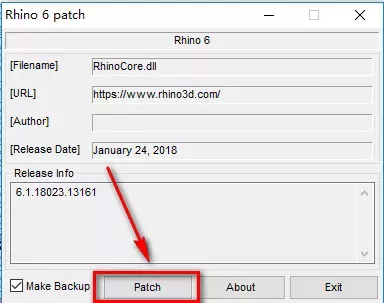 Rhino 6 patch
Rhino 6
[Filename] RhinoCore.dll
[URL] https://www.rhino3d.com/
[Author]
[Release Date] January 24, 2018
Release Info
6.1.18023.13161
Make Backup Patch About Exit